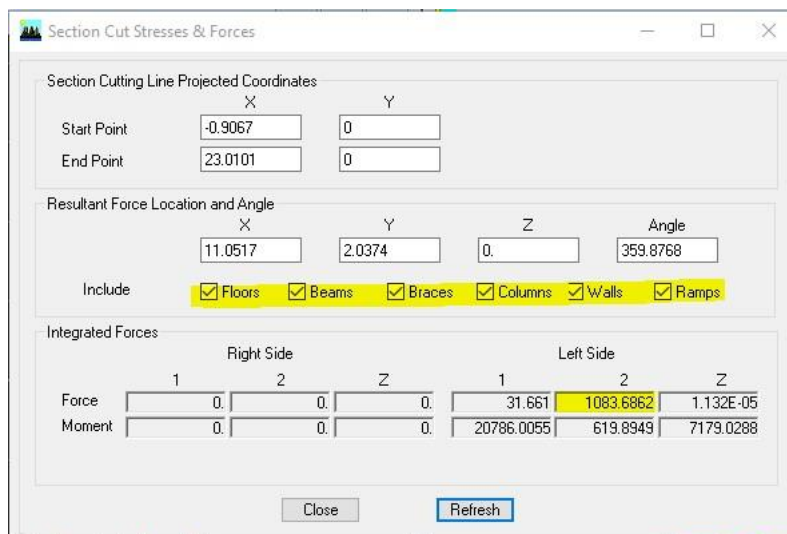 Section Cut Stresses & Forces
Section Cutting Line Projected Coordinates
X Y
Start Point -0.9067 0
End Point 23.0101 0
Resultant Force Location and Angle
X Y Z Angle
11.0517 2.0374 0. 359.8768
Include Floors Beams Braces Columns Walls Ramps
Integrated Forces
Right Side Left Side
1 2 Z 1 2 Z
Force 0. 0. 0. 31.661 1083.6862 1.132E-05
Moment 0. 0. 0. 20786.0055 619.8949 7179.0288
Close Refresh